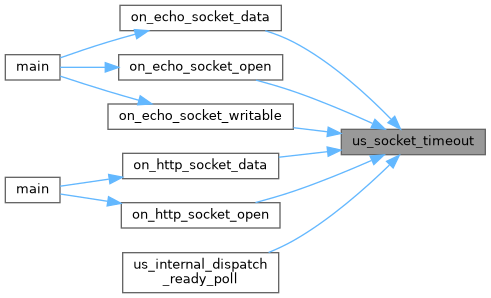 on_echo_socket_data
main
on_echo_socket_open
on_echo_socket_writable
us_socket_timeout
on_http_socket_data
main
on_http_socket_open
us_internal_dispatch
_ready_poll